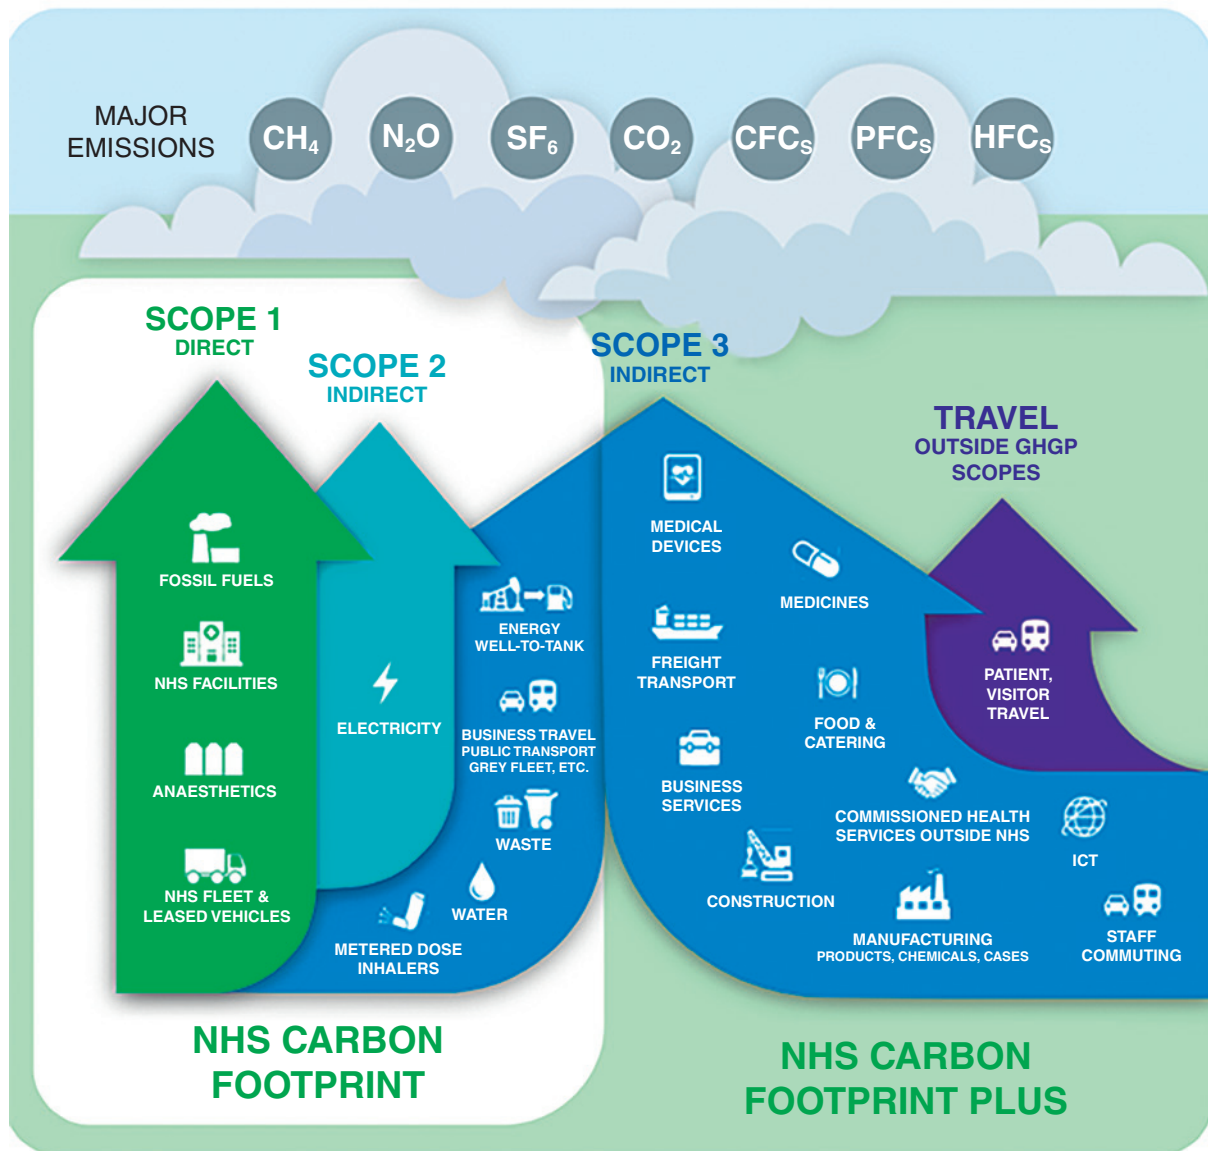 MAJOR
EMISSIONS
CH₄
N₂O
SF₆
CO₂
CFCS
PFCS
HFCS
SCOPE 1
DIRECT
SCOPE 2
INDIRECT
SCOPE 3
INDIRECT
TRAVEL
OUTSIDE GHGP
SCOPES
FOSSIL FUELS
NHS FACILITIES
ANAESTHETICS
NHS FLEET &
LEASED VEHICLES
ELECTRICITY
ENERGY
WELL-TO-TANK
BUSINESS TRAVEL
PUBLIC TRANSPORT
GREY FLEET, ETC.
WASTE
WATER
METERED DOSE
INHALERS
MEDICAL
DEVICES
MEDICINES
FREIGHT
TRANSPORT
FOOD &
CATERING
BUSINESS
SERVICES
COMMISSIONED HEALTH
SERVICES OUTSIDE NHS
CONSTRUCTION
MANUFACTURING
PRODUCTS, CHEMICALS, CASES
ICT
STAFF
COMMUTING
PATIENT,
VISITOR
TRAVEL
NHS CARBON
FOOTPRINT
NHS CARBON
FOOTPRINT PLUS